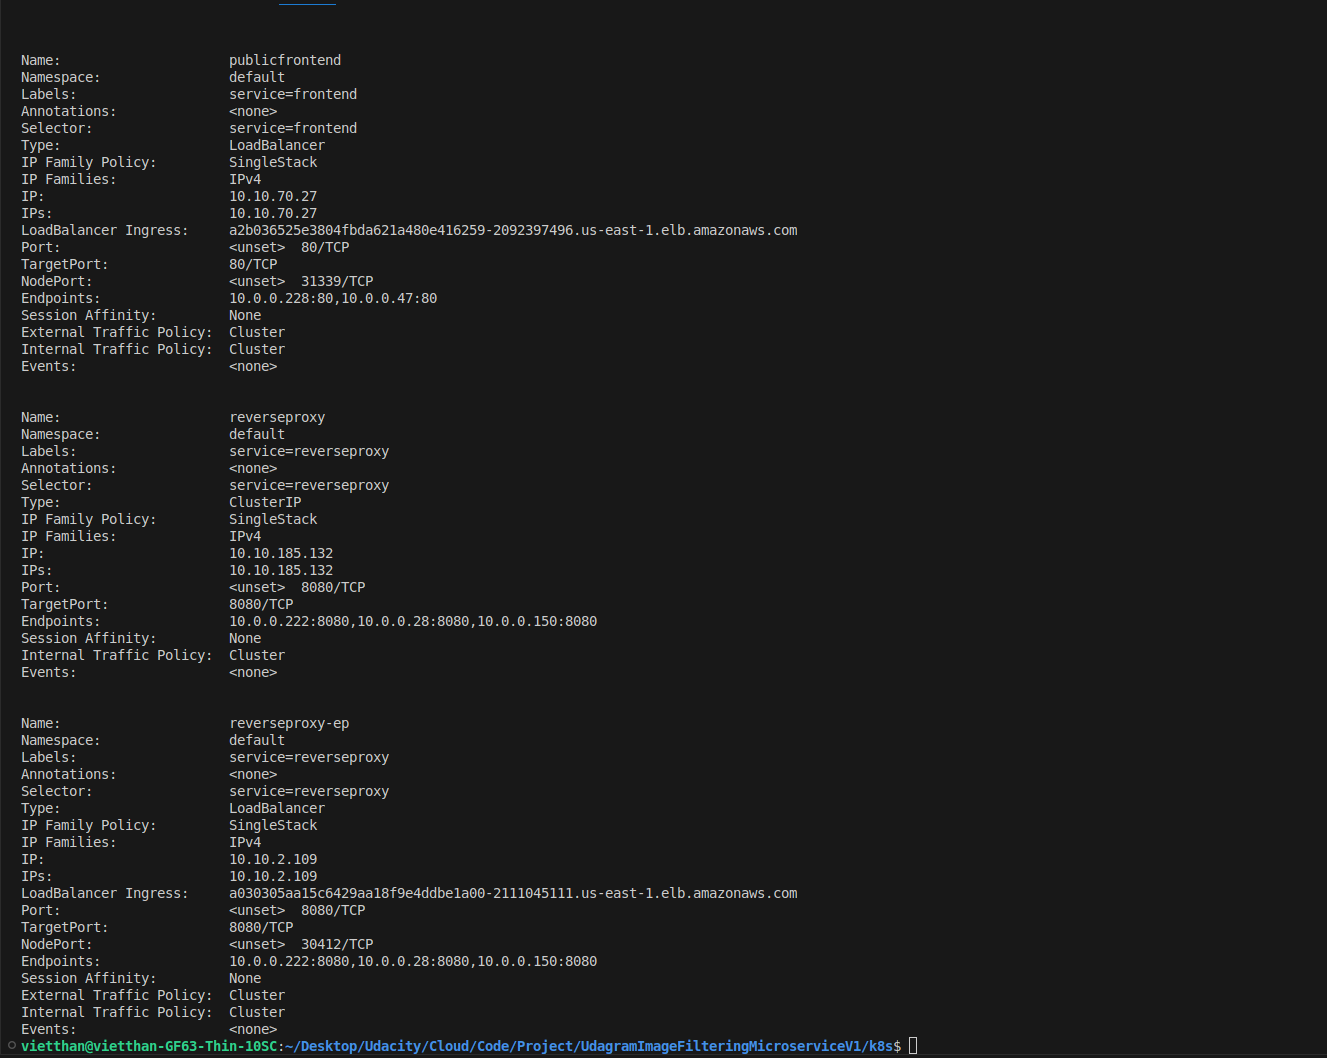 Name:                     publicfrontend
Namespace:                default
Labels:                   service=frontend
Annotations:              <none>
Selector:                 service=frontend
Type:                     LoadBalancer
IP Family Policy:         SingleStack
IP Families:              IPv4
IP:                       10.10.70.27
IPs:                      10.10.70.27
LoadBalancer Ingress:     a2b036525e3804fbda621a480e416259-2092397496.us-east-1.elb.amazonaws.com
Port:                     <unset>  80/TCP
TargetPort:               80/TCP
NodePort:                 <unset>  31339/TCP
Endpoints:                10.0.0.228:80,10.0.0.47:80
Session Affinity:         None
External Traffic Policy:  Cluster
Internal Traffic Policy:  Cluster
Events:                   <none>
Name:                     reverseproxy
Namespace:                default
Labels:                   service=reverseproxy
Annotations:              <none>
Selector:                 service=reverseproxy
Type:                     ClusterIP
IP Family Policy:         SingleStack
IP Families:              IPv4
IP:                       10.10.185.132
IPs:                      10.10.185.132
Port:                     <unset>  8080/TCP
TargetPort:               8080/TCP
Endpoints:                10.0.0.222:8080,10.0.0.28:8080,10.0.0.150:8080
Session Affinity:         None
Internal Traffic Policy:  Cluster
Events:                   <none>
Name:                     reverseproxy-ep
Namespace:                default
Labels:                   service=reverseproxy
Annotations:              <none>
Selector:                 service=reverseproxy
Type:                     LoadBalancer
IP Family Policy:         SingleStack
IP Families:              IPv4
IP:                       10.10.2.109
IPs:                      10.10.2.109
LoadBalancer Ingress:     a030305aa15c6429aa18f9e4ddbe1a00-2111045111.us-east-1.elb.amazonaws.com
Port:                     <unset>  8080/TCP
TargetPort:               8080/TCP
NodePort:                 <unset>  30412/TCP
Endpoints:                10.0.0.222:8080,10.0.0.28:8080,10.0.0.150:8080
Session Affinity:         None
External Traffic Policy:  Cluster
Internal Traffic Policy:  Cluster
Events:                   <none>
vietthan@vietthan-GF63-Thin-10SC:~/Desktop/Udacity/Cloud/Code/Project/UdagramImageFilteringMicroserviceV1/k8s$